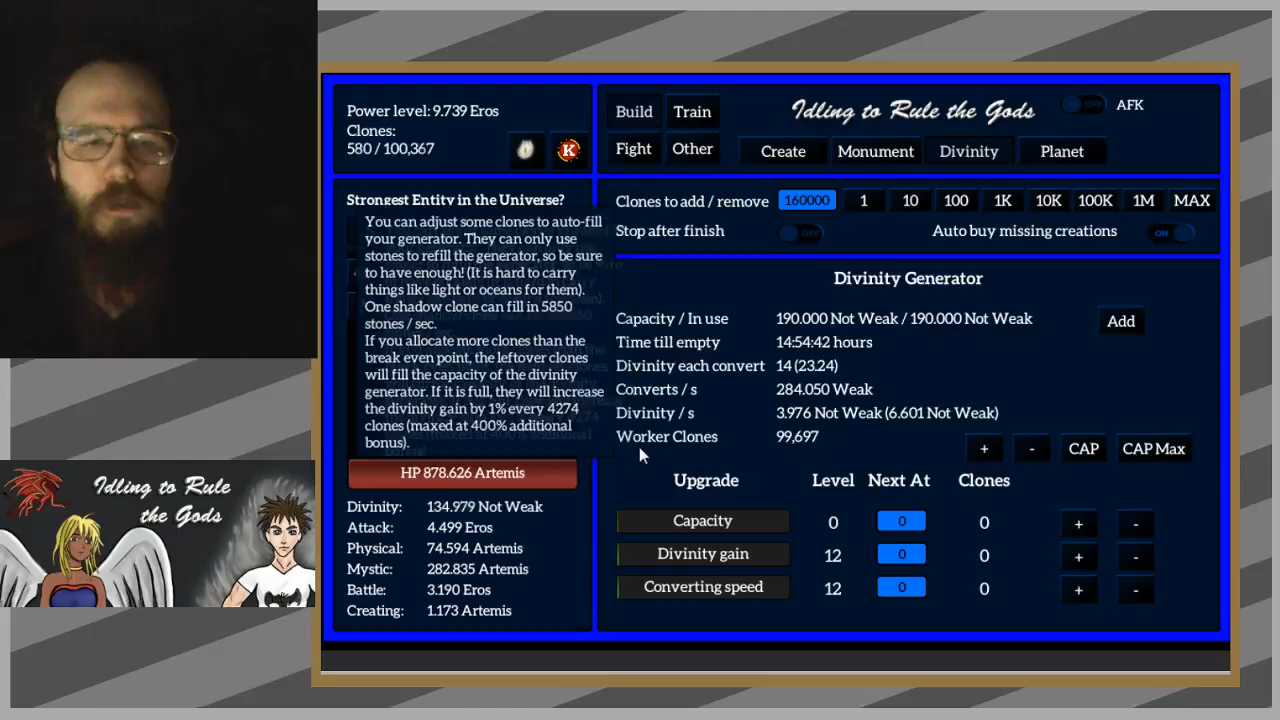 Power level: 9.739 Eros
Clones:
580 / 100,367
K
Build
Train
Fight
Other
Idling to Rule the Gods
OFF
AFK
Create
Monument
Divinity
Planet
Strongest Entity in the Universe?
Clones to add / remove
160000
1
10
100
1K
10K
100K
1M
MAX
Stop after finish
OFF
Auto buy missing creations
ON
You can adjust some clones to auto-fill
your generator. They can only use
stones to refill the generator, so be sure
to have enough! (It is hard to carry
things like light or oceans for them).
One shadow clone can fill in 5850
stones / sec.
If you allocate more clones than the
break even point, the leftover clones
will fill the capacity of the divinity
generator. If it is full, they will increase
the divinity gain by 1% every 4274
clones (maxed at 400% additional
bonus).
Divinity Generator
Capacity / In use
190.000 Not Weak / 190.000 Not Weak
Add
Time till empty
14:54:42 hours
Divinity each convert
14 (23.24)
Converts / s
284.050 Weak
Divinity / s
3.976 Not Weak (6.601 Not Weak)
Worker Clones
99,697
+
-
CAP
CAP Max
Upgrade
Level
Next At
Clones
Capacity
0
0
0
+
-
Divinity gain
12
0
0
+
-
Converting speed
12
0
0
+
-
HP 878.626 Artemis
Divinity: 134.979 Not Weak
Attack: 4.499 Eros
Physical: 74.594 Artemis
Mystic: 282.835 Artemis
Battle: 3.190 Eros
Creating: 1.173 Artemis
Idling to Rule
the Gods